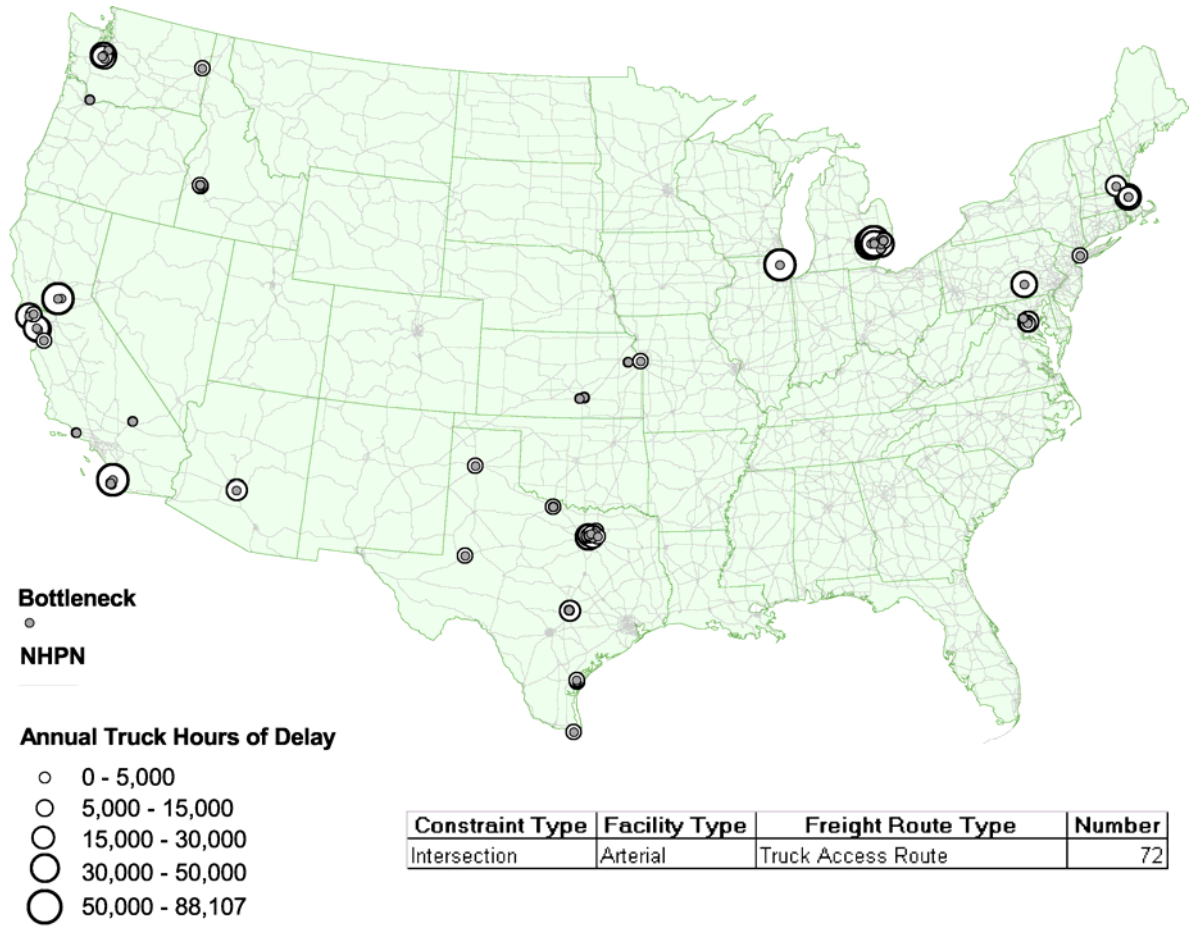 Bottleneck
NHPN
Annual Truck Hours of Delay
0 - 5,000
5,000 - 15,000
15,000 - 30,000
30,000 - 50,000
50,000 - 88,107
Constraint Type Facility Type Freight Route Type Number
Intersection Arterial Truck Access Route 72